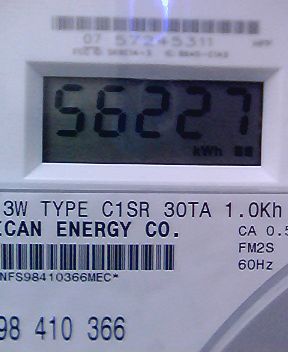 07 57245311
56227
kWh
3W TYPE C1SR 30TA 1.0Kh
ICAN ENERGY CO.
CA 0.5
FM2S
60Hz
NFS98410366MEC*
98 410 366